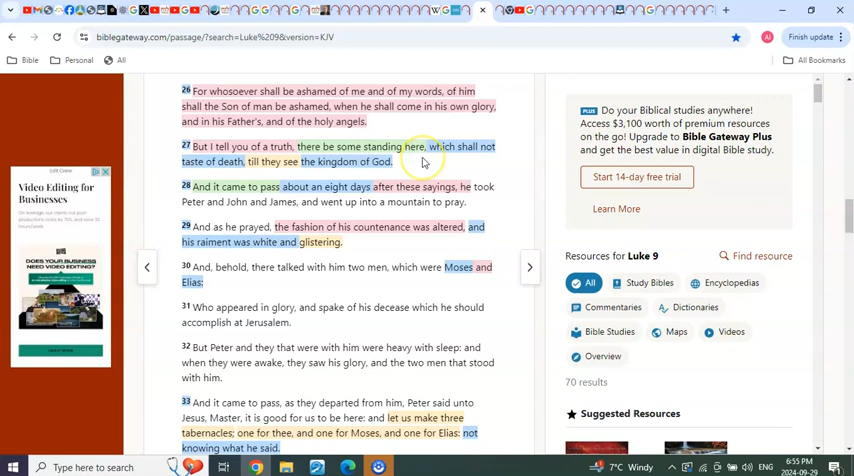 biblegateway.com/passage/?search=Luke%209&version=KJV
AI
Finish update
Bible
Personal
All
All Bookmarks
26 For whosoever shall be ashamed of me and of my words, of him
shall the Son of man be ashamed, when he shall come in his own glory,
and in his Father's, and of the holy angels.
27 But I tell you of a truth, there be some standing here, which shall not
taste of death, till they see the kingdom of God.
28 And it came to pass about an eight days after these sayings, he took
Peter and John and James, and went up into a mountain to pray.
29 And as he prayed, the fashion of his countenance was altered, and
his raiment was white and glistering.
30 And, behold, there talked with him two men, which were Moses and
Elias:
31 Who appeared in glory, and spake of his decease which he should
accomplish at Jerusalem.
32 But Peter and they that were with him were heavy with sleep: and
when they were awake, they saw his glory, and the two men that stood
with him.
33 And it came to pass, as they departed from him, Peter said unto
Jesus, Master, it is good for us to be here: and let us make three
tabernacles; one for thee, and one for Moses, and one for Elias: not
knowing what he said.
Edit Crew
Video Editing for
Businesses
DOES YOUR
BUSINESS
NEED VIDEO
EDITING?
PLUS Do your Biblical studies anywhere!
Access $3,100 worth of premium resources
on the go! Upgrade to Bible Gateway Plus
and get the best value in digital Bible study.
Start 14-day free trial
Learn More
Resources for Luke 9
Find resource
All
Study Bibles
Encyclopedias
Commentaries
Dictionaries
Bible Studies
Maps
Videos
Overview
70 results
Suggested Resources
Type here to search
7°C Windy
ENG
6:55 PM
2024-09-29